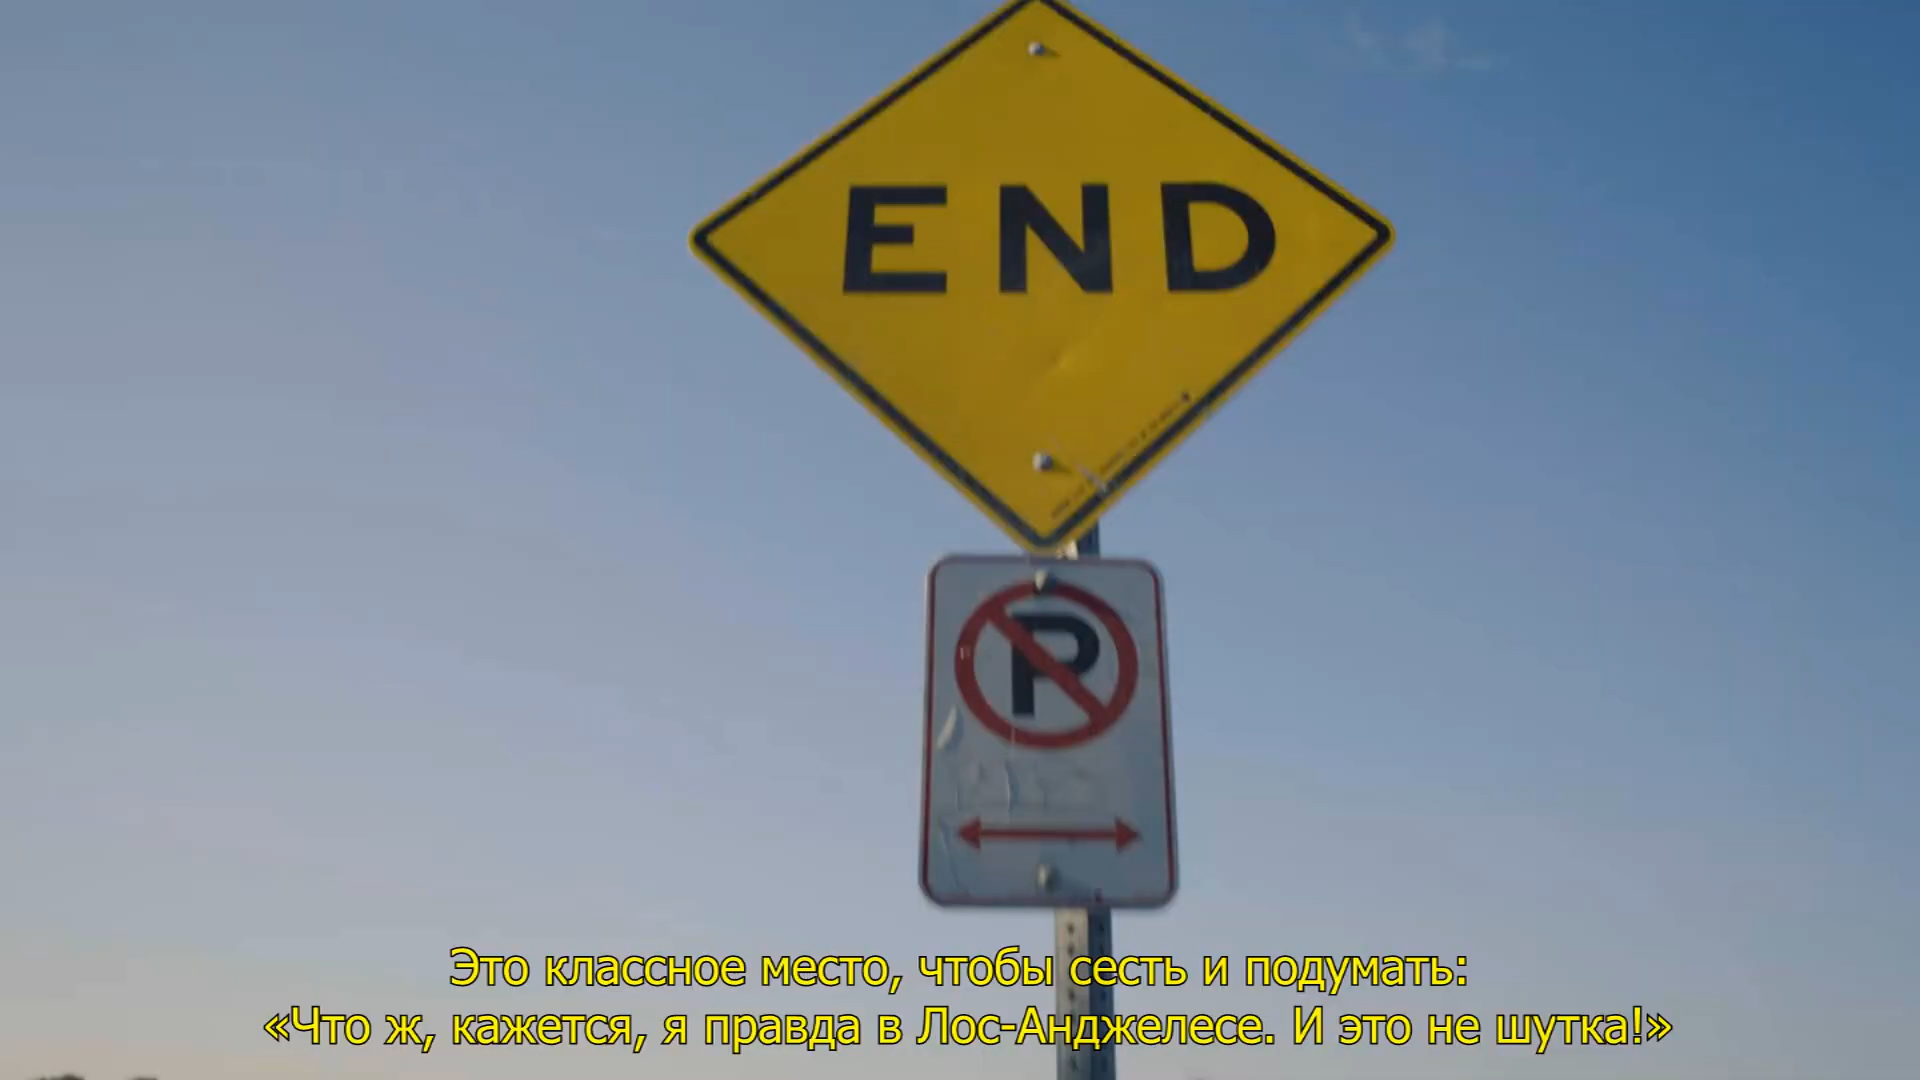 END
P
Это классное место, чтобы сесть и подумать:
«Что ж, кажется, я правда в Лос-Анджелесе. И это не шутка!»